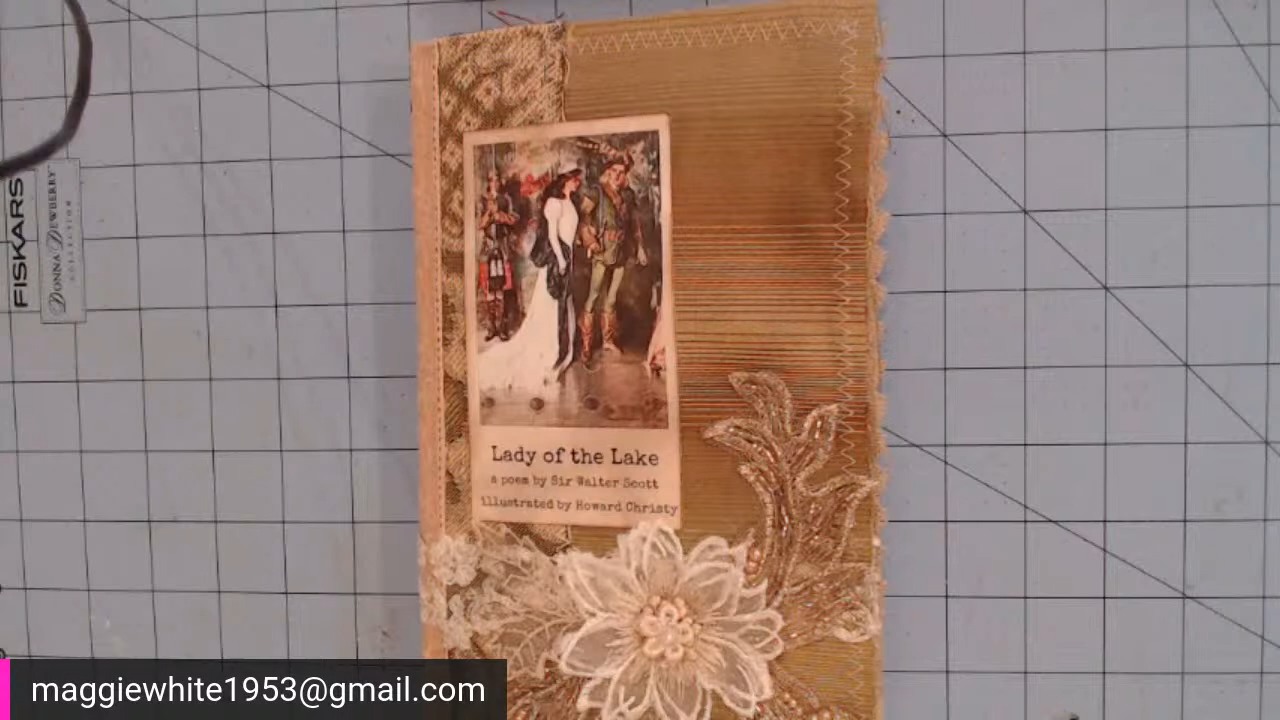 FISKARS
DONNA DEWBERRY
COLLECTION
Lady of the Lake
a poem by Sir Walter Scott
illustrated by Howard Christy
maggiewhite1953@gmail.com